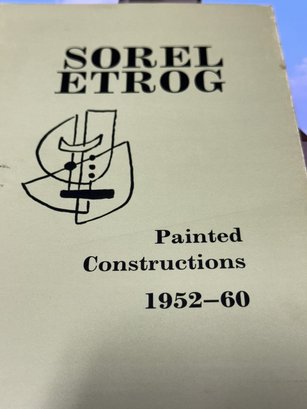 SOREL
ETROG
Painted
Constructions
1952–60